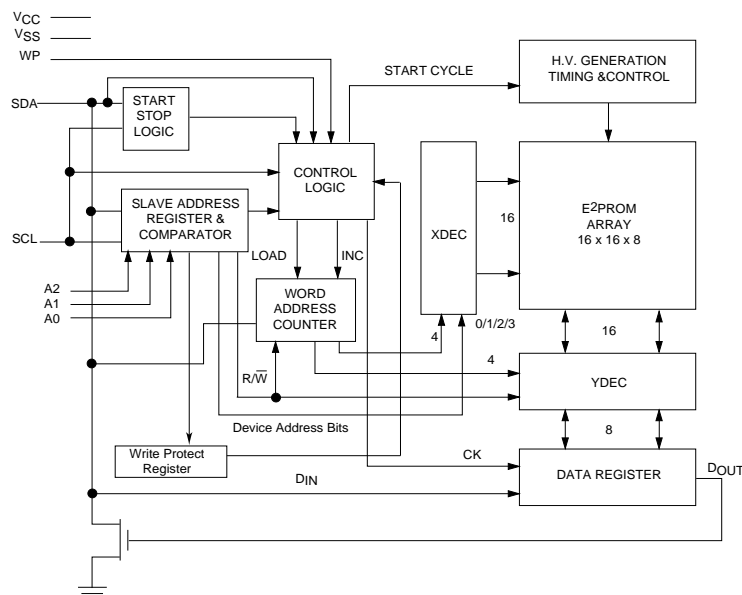 VCC
VSS
WP
SDA
START
STOP
LOGIC
START CYCLE
H.V. GENERATION
TIMING &CONTROL
CONTROL
LOGIC
SLAVE ADDRESS
REGISTER &
COMPARATOR
SCL
XDEC
16
E2PROM
ARRAY
16 x 16 x 8
LOAD
INC
A2
A1
A0
WORD
ADDRESS
COUNTER
0/1/2/3
4
16
R/W̅
4
YDEC
Device Address Bits
8
Write Protect
Register
CK
DIN
DATA REGISTER
DOUT